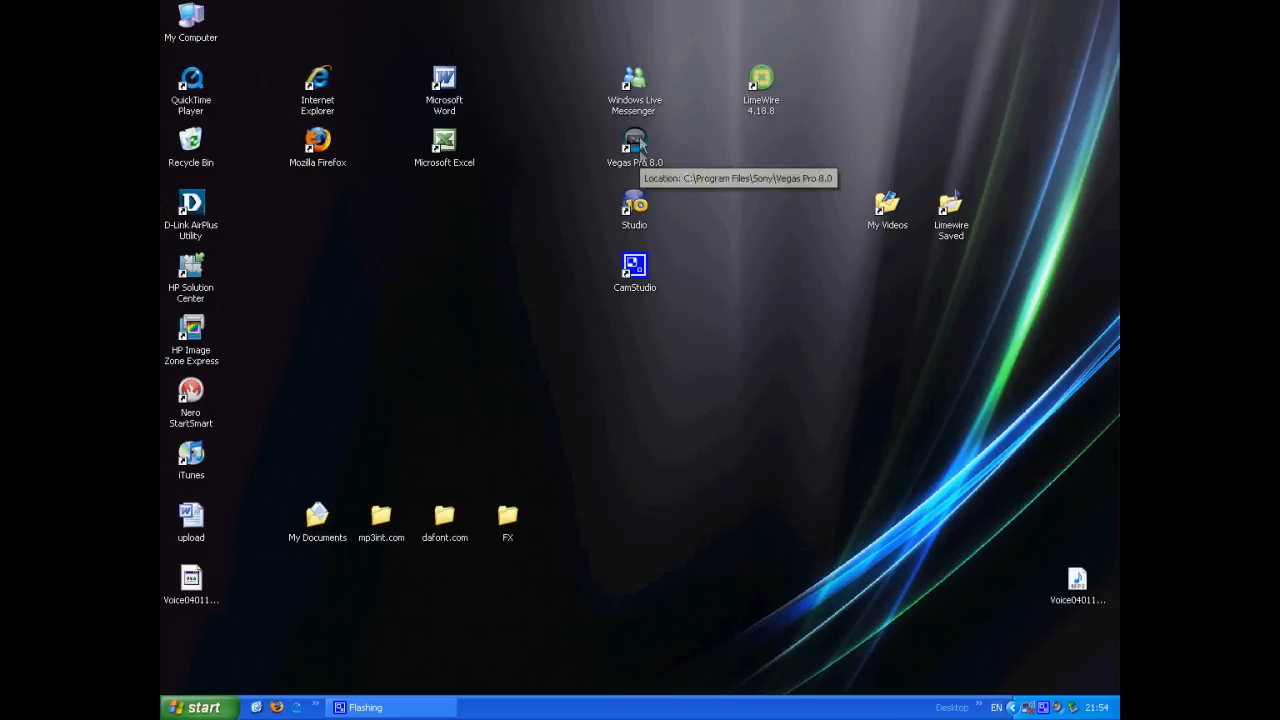 My Computer
QuickTime
Player
Internet
Explorer
Microsoft
Word
Windows Live
Messenger
LimeWire
4.18.8
Recycle Bin
Mozilla Firefox
Microsoft Excel
Vegas Pro 8.0
Location: C:\Program Files\Sony\Vegas Pro 8.0
D-Link AirPlus
Utility
Studio
My Videos
Limewire
Saved
HP Solution
Center
CamStudio
HP Image
Zone Express
Nero
StartSmart
iTunes
upload
My Documents
mp3int.com
dafont.com
FX
Voice04011...
Voice04011...
start
Flashing
Desktop
EN
21:54